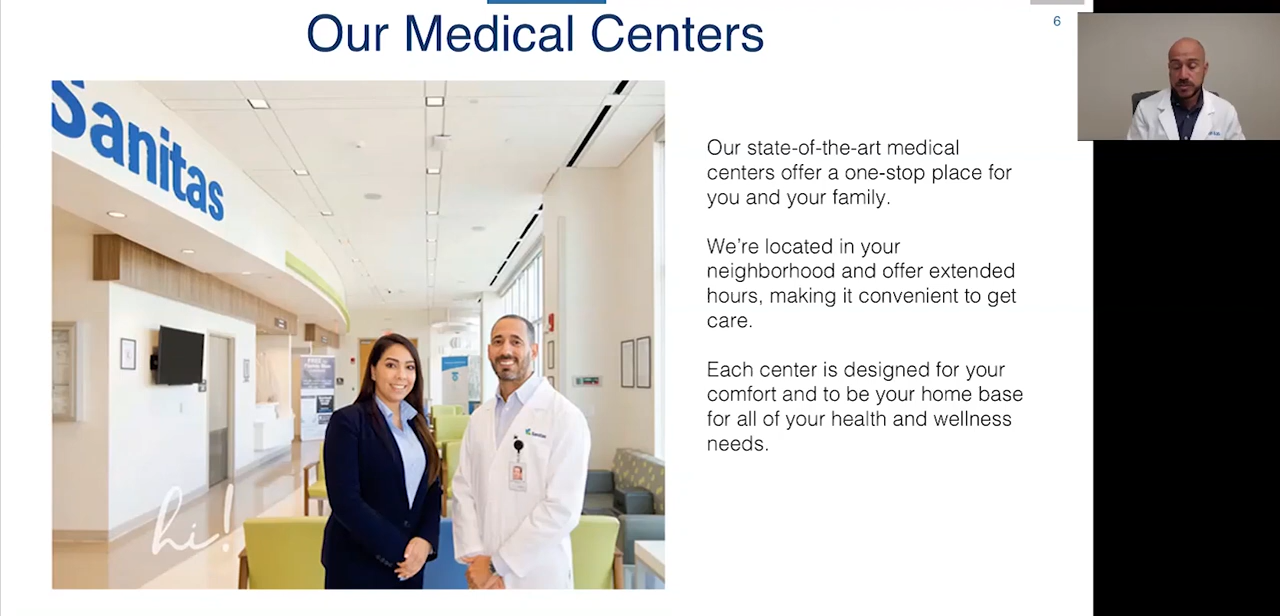 Our Medical Centers
6
Sanitas
Our state-of-the-art medical
centers offer a one-stop place for
you and your family.
We’re located in your
neighborhood and offer extended
hours, making it convenient to get
care.
Each center is designed for your
comfort and to be your home base
for all of your health and wellness
needs.
FREE
Sanitas
hi!